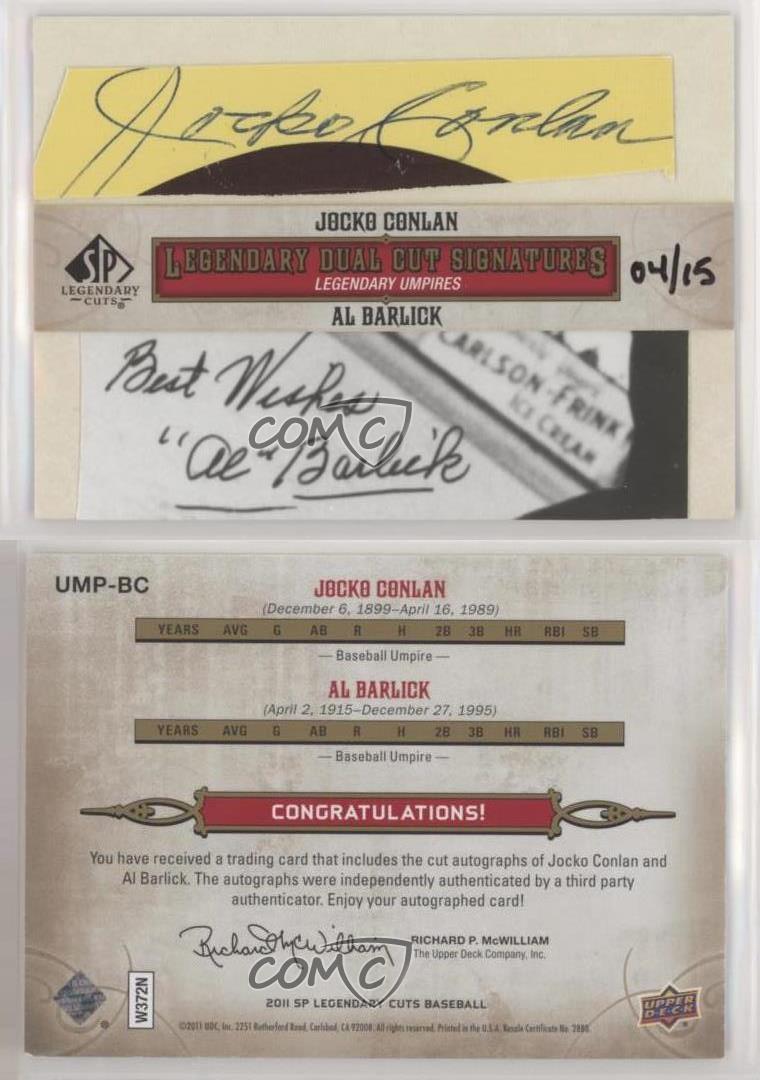 Jocko Conlan
JOCKO CONLAN
SP
LEGENDARY
CUTS®
LEGENDARY DUAL CUT SIGNATURES
LEGENDARY UMPIRES
04/15
AL BARLICK
Best Wishes
"Al" Barlick
CARLSON-FRINK
ICE CREAM
COMC
UMP-BC
JOCKO CONLAN
(December 6, 1899–April 16, 1989)
YEARS AVG G AB R H 2B 3B HR RBI SB
— Baseball Umpire —
AL BARLICK
(April 2, 1915–December 27, 1995)
YEARS AVG G AB R H 2B 3B HR RBI SB
— Baseball Umpire —
CONGRATULATIONS!
You have received a trading card that includes the cut autographs of Jocko Conlan and
Al Barlick. The autographs were independently authenticated by a third party
authenticator. Enjoy your autographed card!
Richard McWilliam
RICHARD P. McWILLIAM
The Upper Deck Company, Inc.
COMC
2011 SP LEGENDARY CUTS BASEBALL
W372N
UPPER
DECK
©2011 UDC, Inc. 2251 Rutherford Road, Carlsbad, CA 92008. All rights reserved. Printed in the U.S.A. Resale Certificate No. 2880.